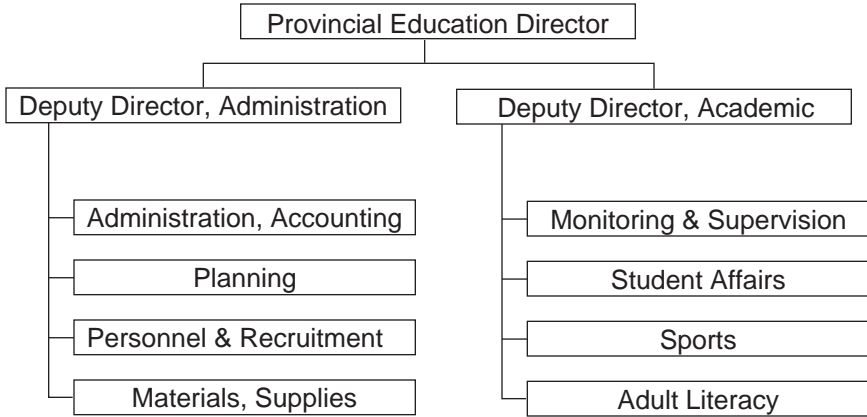 Provincial Education Director
Deputy Director, Administration
Deputy Director, Academic
Administration, Accounting
Planning
Personnel & Recruitment
Materials, Supplies
Monitoring & Supervision
Student Affairs
Sports
Adult Literacy